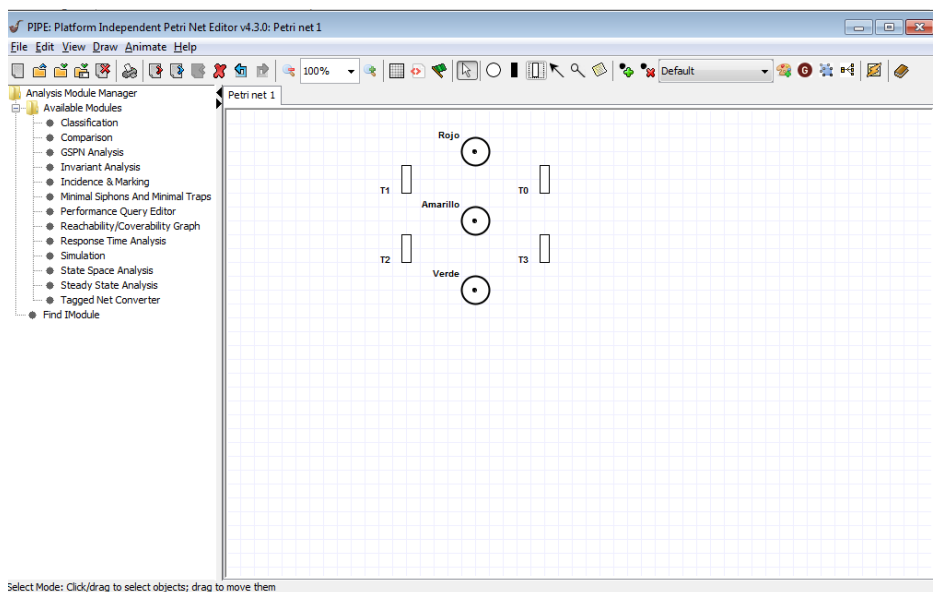 PIPE: Platform Independent Petri Net Editor v4.3.0: Petri net 1
File Edit View Draw Animate Help
100% Default G
Analysis Module Manager
Available Modules
Classification
Comparison
GSPN Analysis
Invariant Analysis
Incidence & Marking
Minimal Siphons And Minimal Traps
Performance Query Editor
Reachability/Coverability Graph
Response Time Analysis
Simulation
State Space Analysis
Steady State Analysis
Tagged Net Converter
Find IModule
Petri net 1
Rojo
T1 T0
Amarillo
T2 T3
Verde
Select Mode: Click/drag to select objects; drag to move them